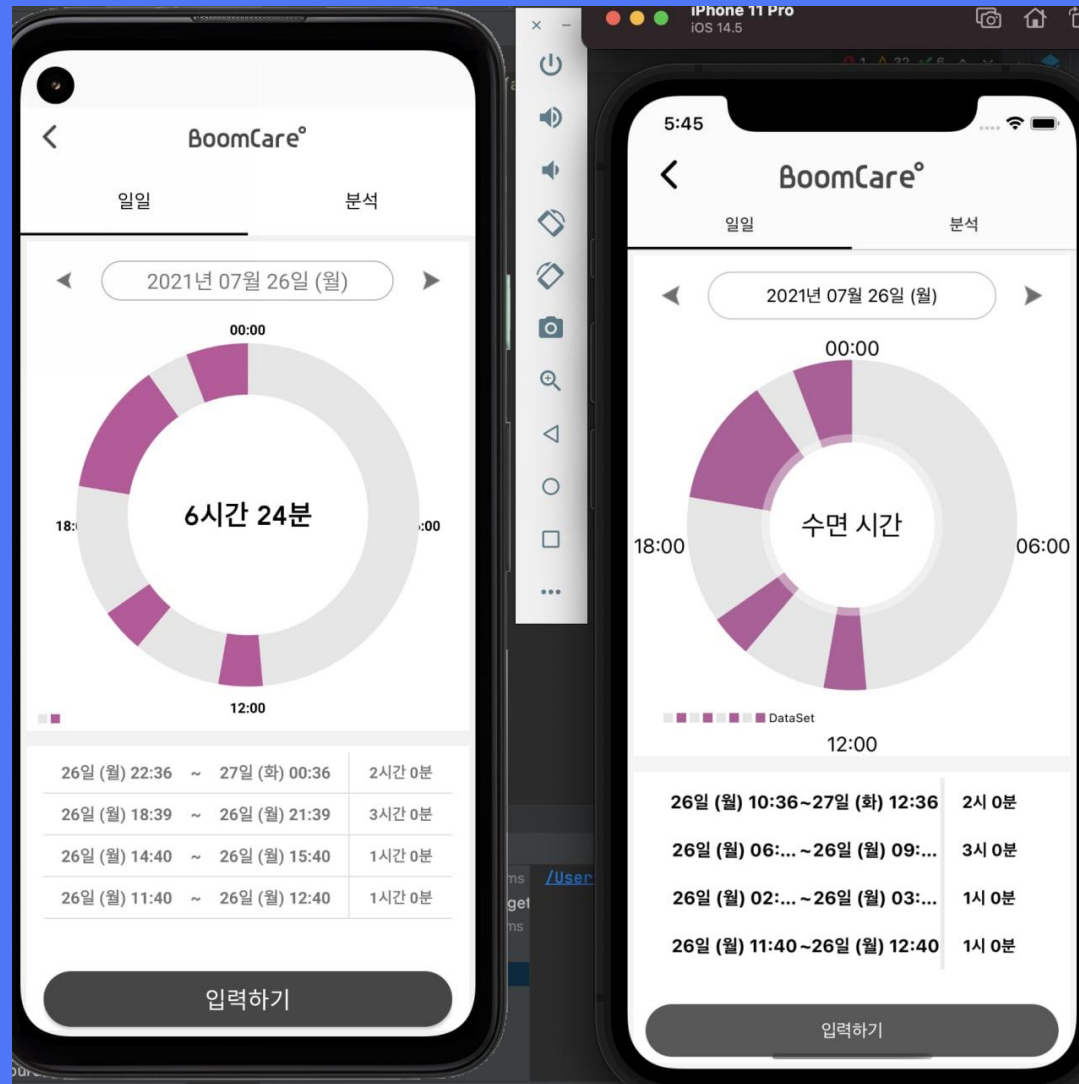 BoomCare°
일일 분석
2021년 07월 26일 (월)
00:00
6시간 24분
18:
:00
12:00
26일 (월) 22:36 ~ 27일 (화) 00:36 2시간 0분
26일 (월) 18:39 ~ 26일 (월) 21:39 3시간 0분
26일 (월) 14:40 ~ 26일 (월) 15:40 1시간 0분
26일 (월) 11:40 ~ 26일 (월) 12:40 1시간 0분
입력하기
ms
get
ms
/User
iPhone 11 Pro
iOS 14.5
5:45
BoomCare°
일일 분석
2021년 07월 26일 (월)
00:00
수면 시간
18:00 06:00
DataSet
12:00
26일 (월) 10:36~27일 (화) 12:36 2시 0분
26일 (월) 06:...~26일 (월) 09:... 3시 0분
26일 (월) 02:...~26일 (월) 03:... 1시 0분
26일 (월) 11:40~26일 (월) 12:40 1시 0분
입력하기